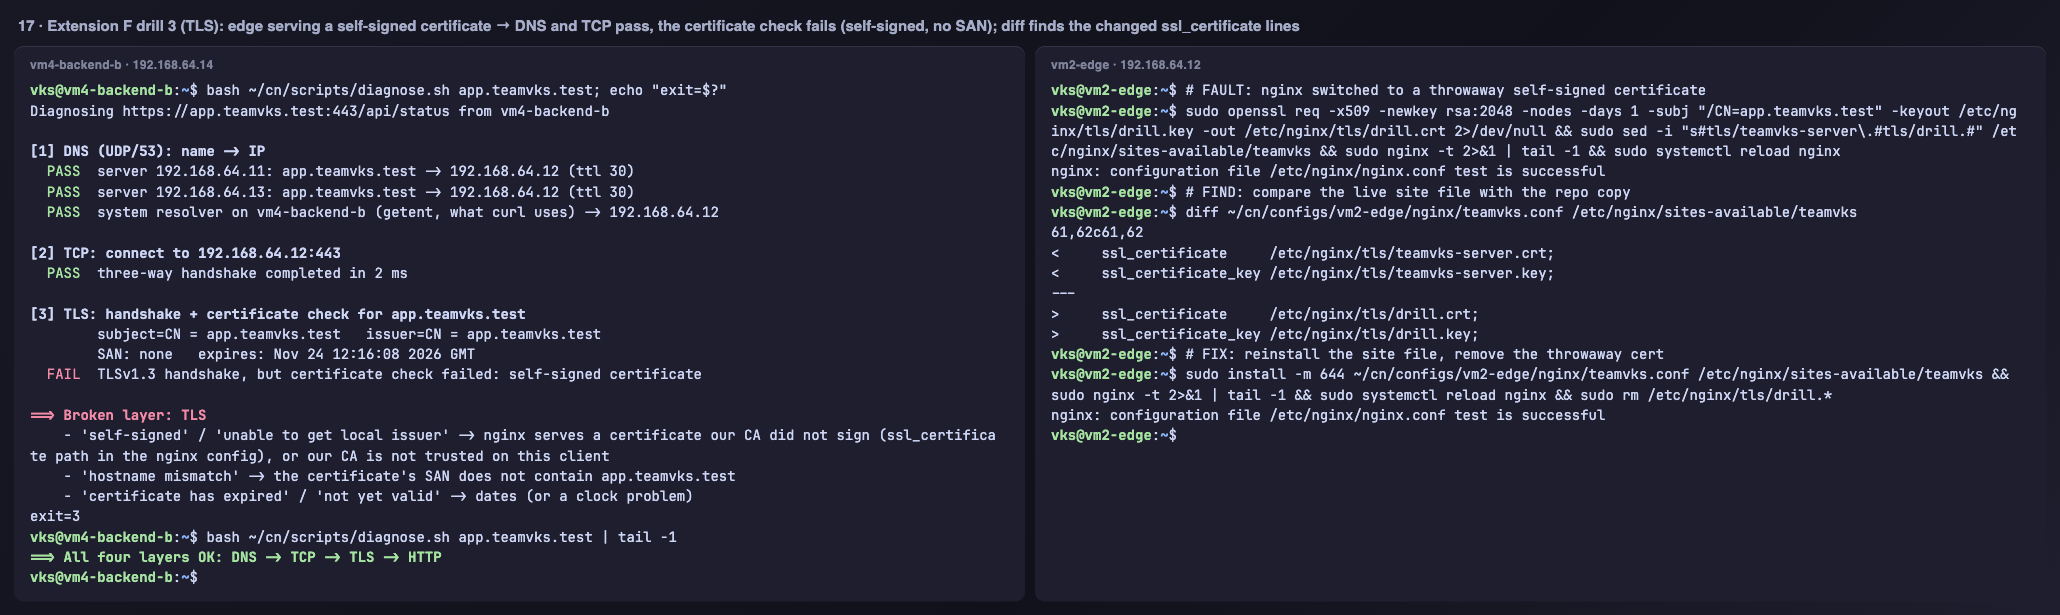 17 · Extension F drill 3 (TLS): edge serving a self-signed certificate → DNS and TCP pass, the certificate check fails (self-signed, no SAN); diff finds the changed ssl_certificate lines
vm4-backend-b · 192.168.64.14
vks@vm4-backend-b:~$ bash ~/cn/scripts/diagnose.sh app.teamvks.test; echo "exit=$?"
Diagnosing https://app.teamvks.test:443/api/status from vm4-backend-b
[1] DNS (UDP/53): name → IP
PASS  server 192.168.64.11: app.teamvks.test → 192.168.64.12 (ttl 30)
PASS  server 192.168.64.13: app.teamvks.test → 192.168.64.12 (ttl 30)
PASS  system resolver on vm4-backend-b (getent, what curl uses) → 192.168.64.12
[2] TCP: connect to 192.168.64.12:443
PASS  three-way handshake completed in 2 ms
[3] TLS: handshake + certificate check for app.teamvks.test
subject=CN = app.teamvks.test   issuer=CN = app.teamvks.test
SAN: none   expires: Nov 24 12:16:08 2026 GMT
FAIL  TLSv1.3 handshake, but certificate check failed: self-signed certificate
⟹ Broken layer: TLS
- 'self-signed' / 'unable to get local issuer' → nginx serves a certificate our CA did not sign (ssl_certifica
te path in the nginx config), or our CA is not trusted on this client
- 'hostname mismatch' → the certificate's SAN does not contain app.teamvks.test
- 'certificate has expired' / 'not yet valid' → dates (or a clock problem)
exit=3
vks@vm4-backend-b:~$ bash ~/cn/scripts/diagnose.sh app.teamvks.test | tail -1
⟹ All four layers OK: DNS → TCP → TLS → HTTP
vks@vm4-backend-b:~$
vm2-edge · 192.168.64.12
vks@vm2-edge:~$ # FAULT: nginx switched to a throwaway self-signed certificate
vks@vm2-edge:~$ sudo openssl req -x509 -newkey rsa:2048 -nodes -days 1 -subj "/CN=app.teamvks.test" -keyout /etc/ng
inx/tls/drill.key -out /etc/nginx/tls/drill.crt 2>/dev/null && sudo sed -i "s#tls/teamvks-server\.#tls/drill.#" /et
c/nginx/sites-available/teamvks && sudo nginx -t 2>&1 | tail -1 && sudo systemctl reload nginx
nginx: configuration file /etc/nginx/nginx.conf test is successful
vks@vm2-edge:~$ # FIND: compare the live site file with the repo copy
vks@vm2-edge:~$ diff ~/cn/configs/vm2-edge/nginx/teamvks.conf /etc/nginx/sites-available/teamvks
61,62c61,62
<     ssl_certificate     /etc/nginx/tls/teamvks-server.crt;
<     ssl_certificate_key /etc/nginx/tls/teamvks-server.key;
---
>     ssl_certificate     /etc/nginx/tls/drill.crt;
>     ssl_certificate_key /etc/nginx/tls/drill.key;
vks@vm2-edge:~$ # FIX: reinstall the site file, remove the throwaway cert
vks@vm2-edge:~$ sudo install -m 644 ~/cn/configs/vm2-edge/nginx/teamvks.conf /etc/nginx/sites-available/teamvks &&
sudo nginx -t 2>&1 | tail -1 && sudo systemctl reload nginx && sudo rm /etc/nginx/tls/drill.*
nginx: configuration file /etc/nginx/nginx.conf test is successful
vks@vm2-edge:~$